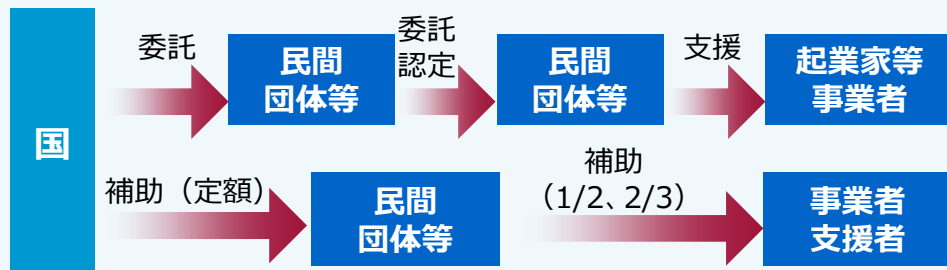 国
委託
民間
団体等
委託
認定
民間
団体等
支援
起業家等
事業者
補助（定額）
民間
団体等
補助
（1/2、2/3）
事業者
支援者